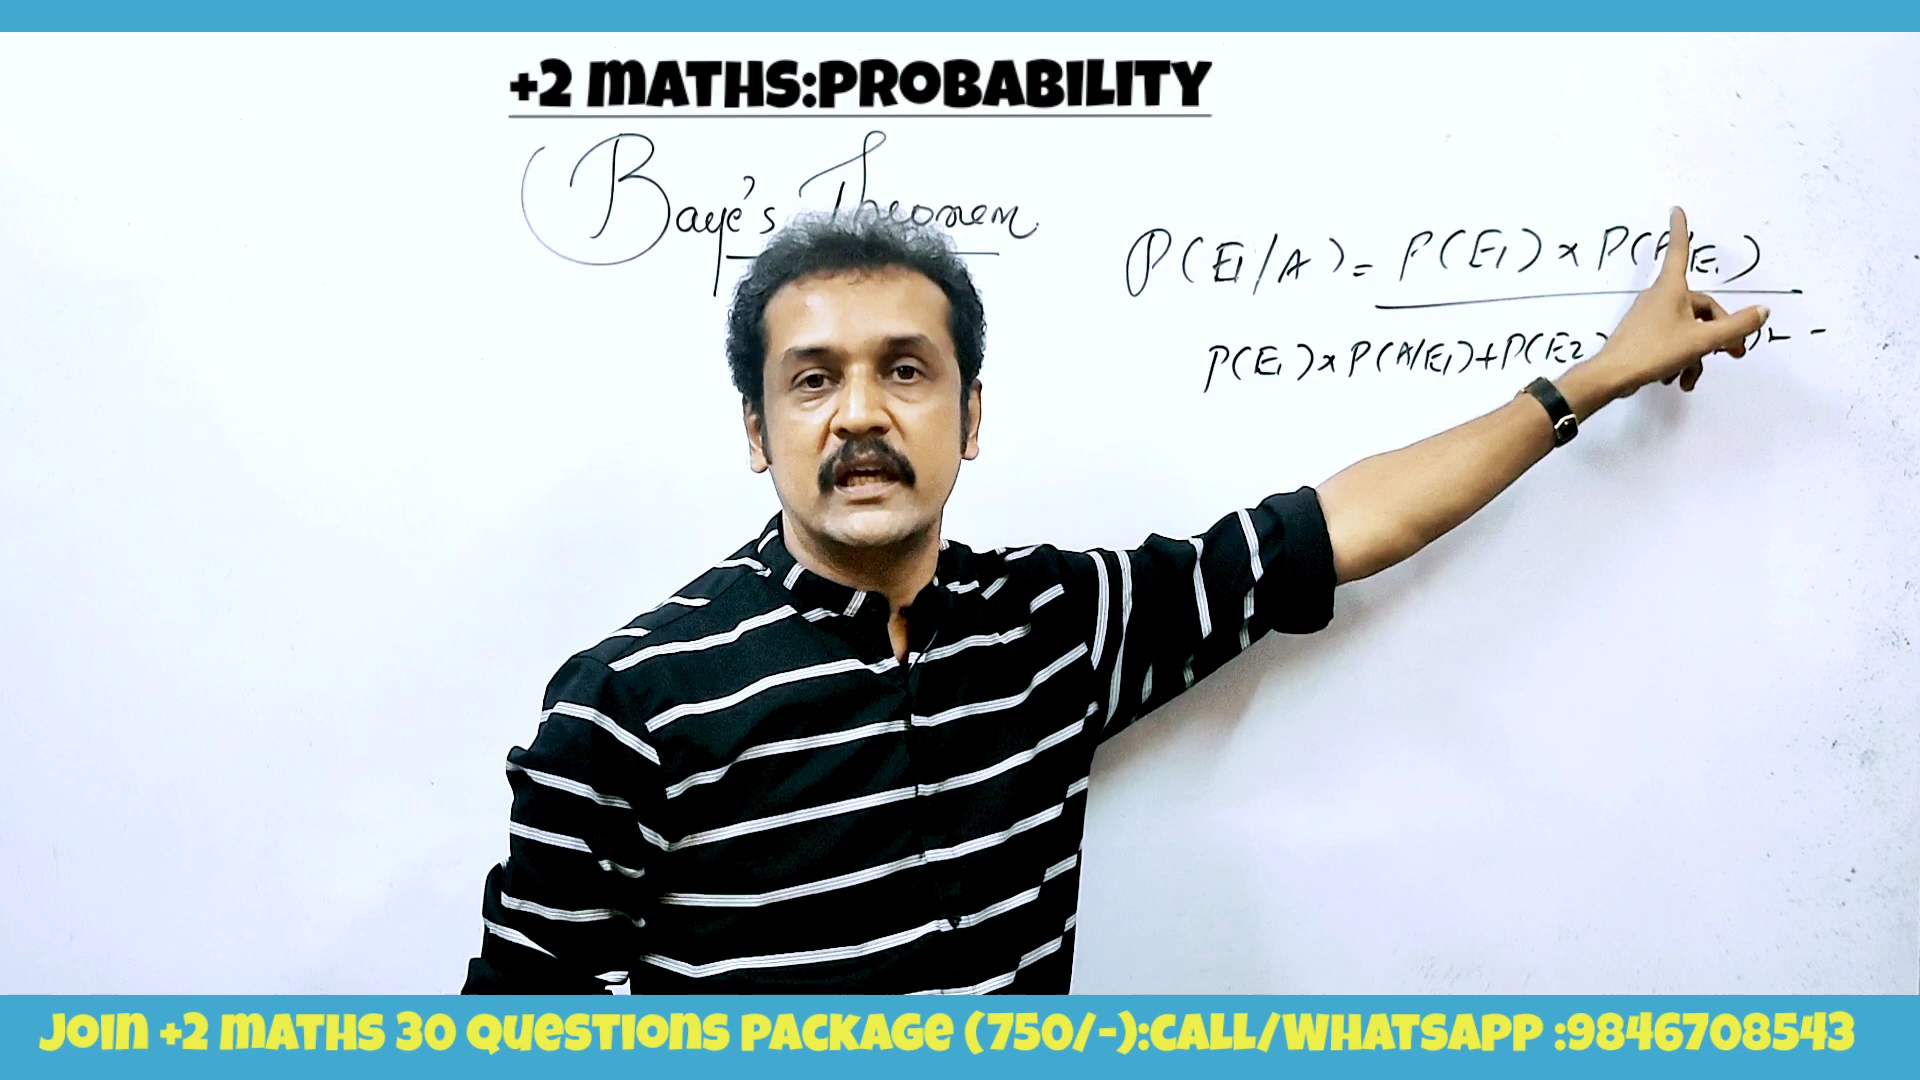 +2 MATHS:PROBABILITY
Baye's Theorem
P(E1/A) = P(E1) × P(A/E1)
P(E1) × P(A/E1) + P(E2)
JOIN +2 MATHS 30 QUESTIONS PACKAGE (750/-):CALL/WHATSAPP :9846708543